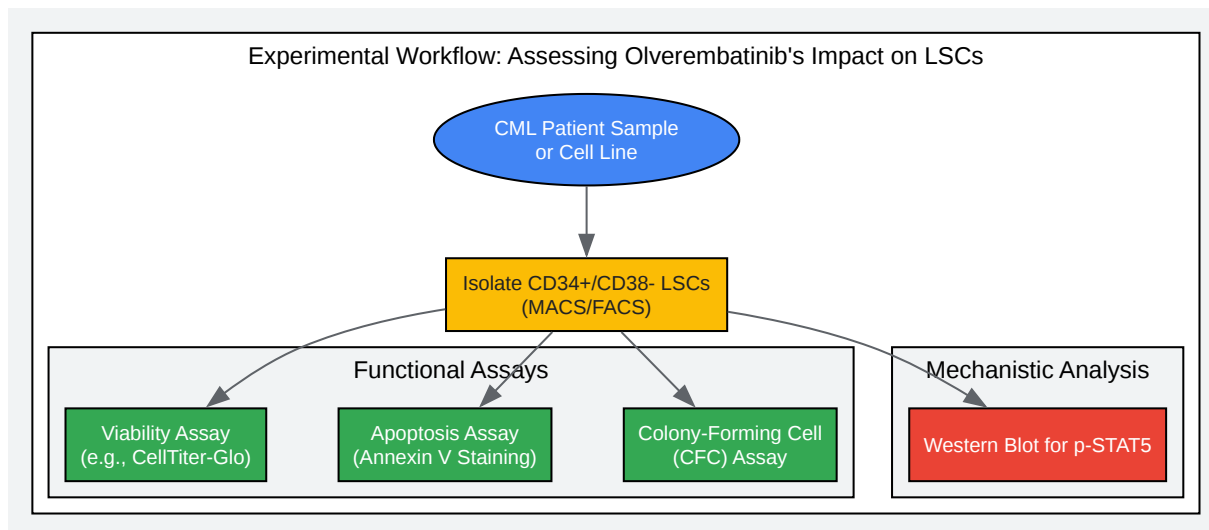 Experimental Workflow: Assessing Olverembatinib's Impact on LSCs
CML Patient Sample
or Cell Line
Isolate CD34+/CD38- LSCs
(MACS/FACS)
Functional Assays
Mechanistic Analysis
Viability Assay
(e.g., CellTiter-Glo)
Apoptosis Assay
(Annexin V Staining)
Colony-Forming Cell
(CFC) Assay
Western Blot for p-STAT5